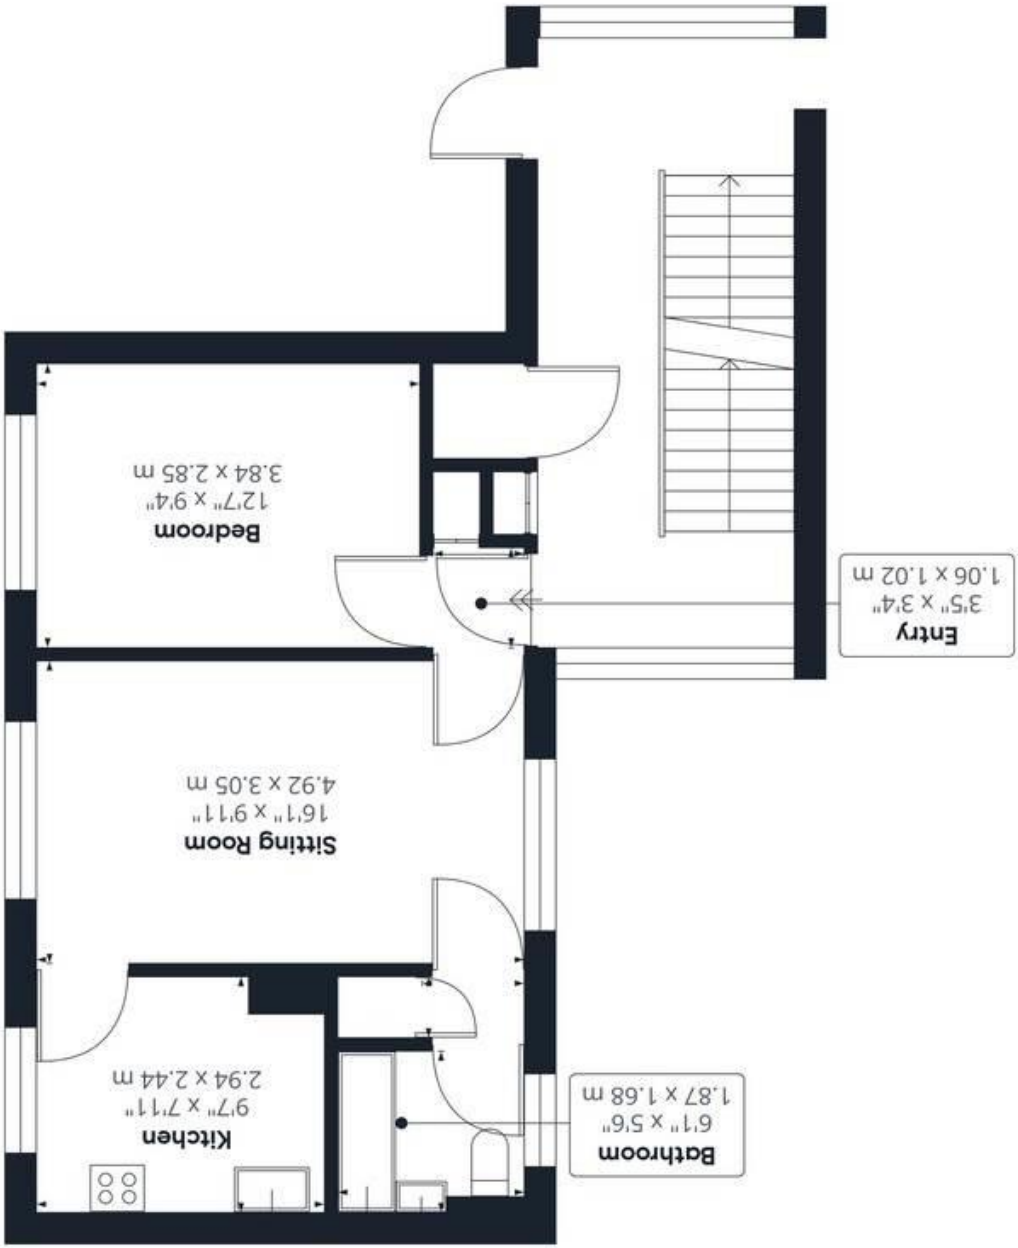 Bathroom
6'1" x 5'6"
1.87 x 1.68 m
Kitchen
9'7" x 7'11"
2.94 x 2.44 m
Sitting Room
16'1" x 9'11"
4.92 x 3.05 m
Entry
3'5" x 3'4"
1.06 x 1.02 m
Bedroom
12'7" x 9'4"
3.84 x 2.85 m